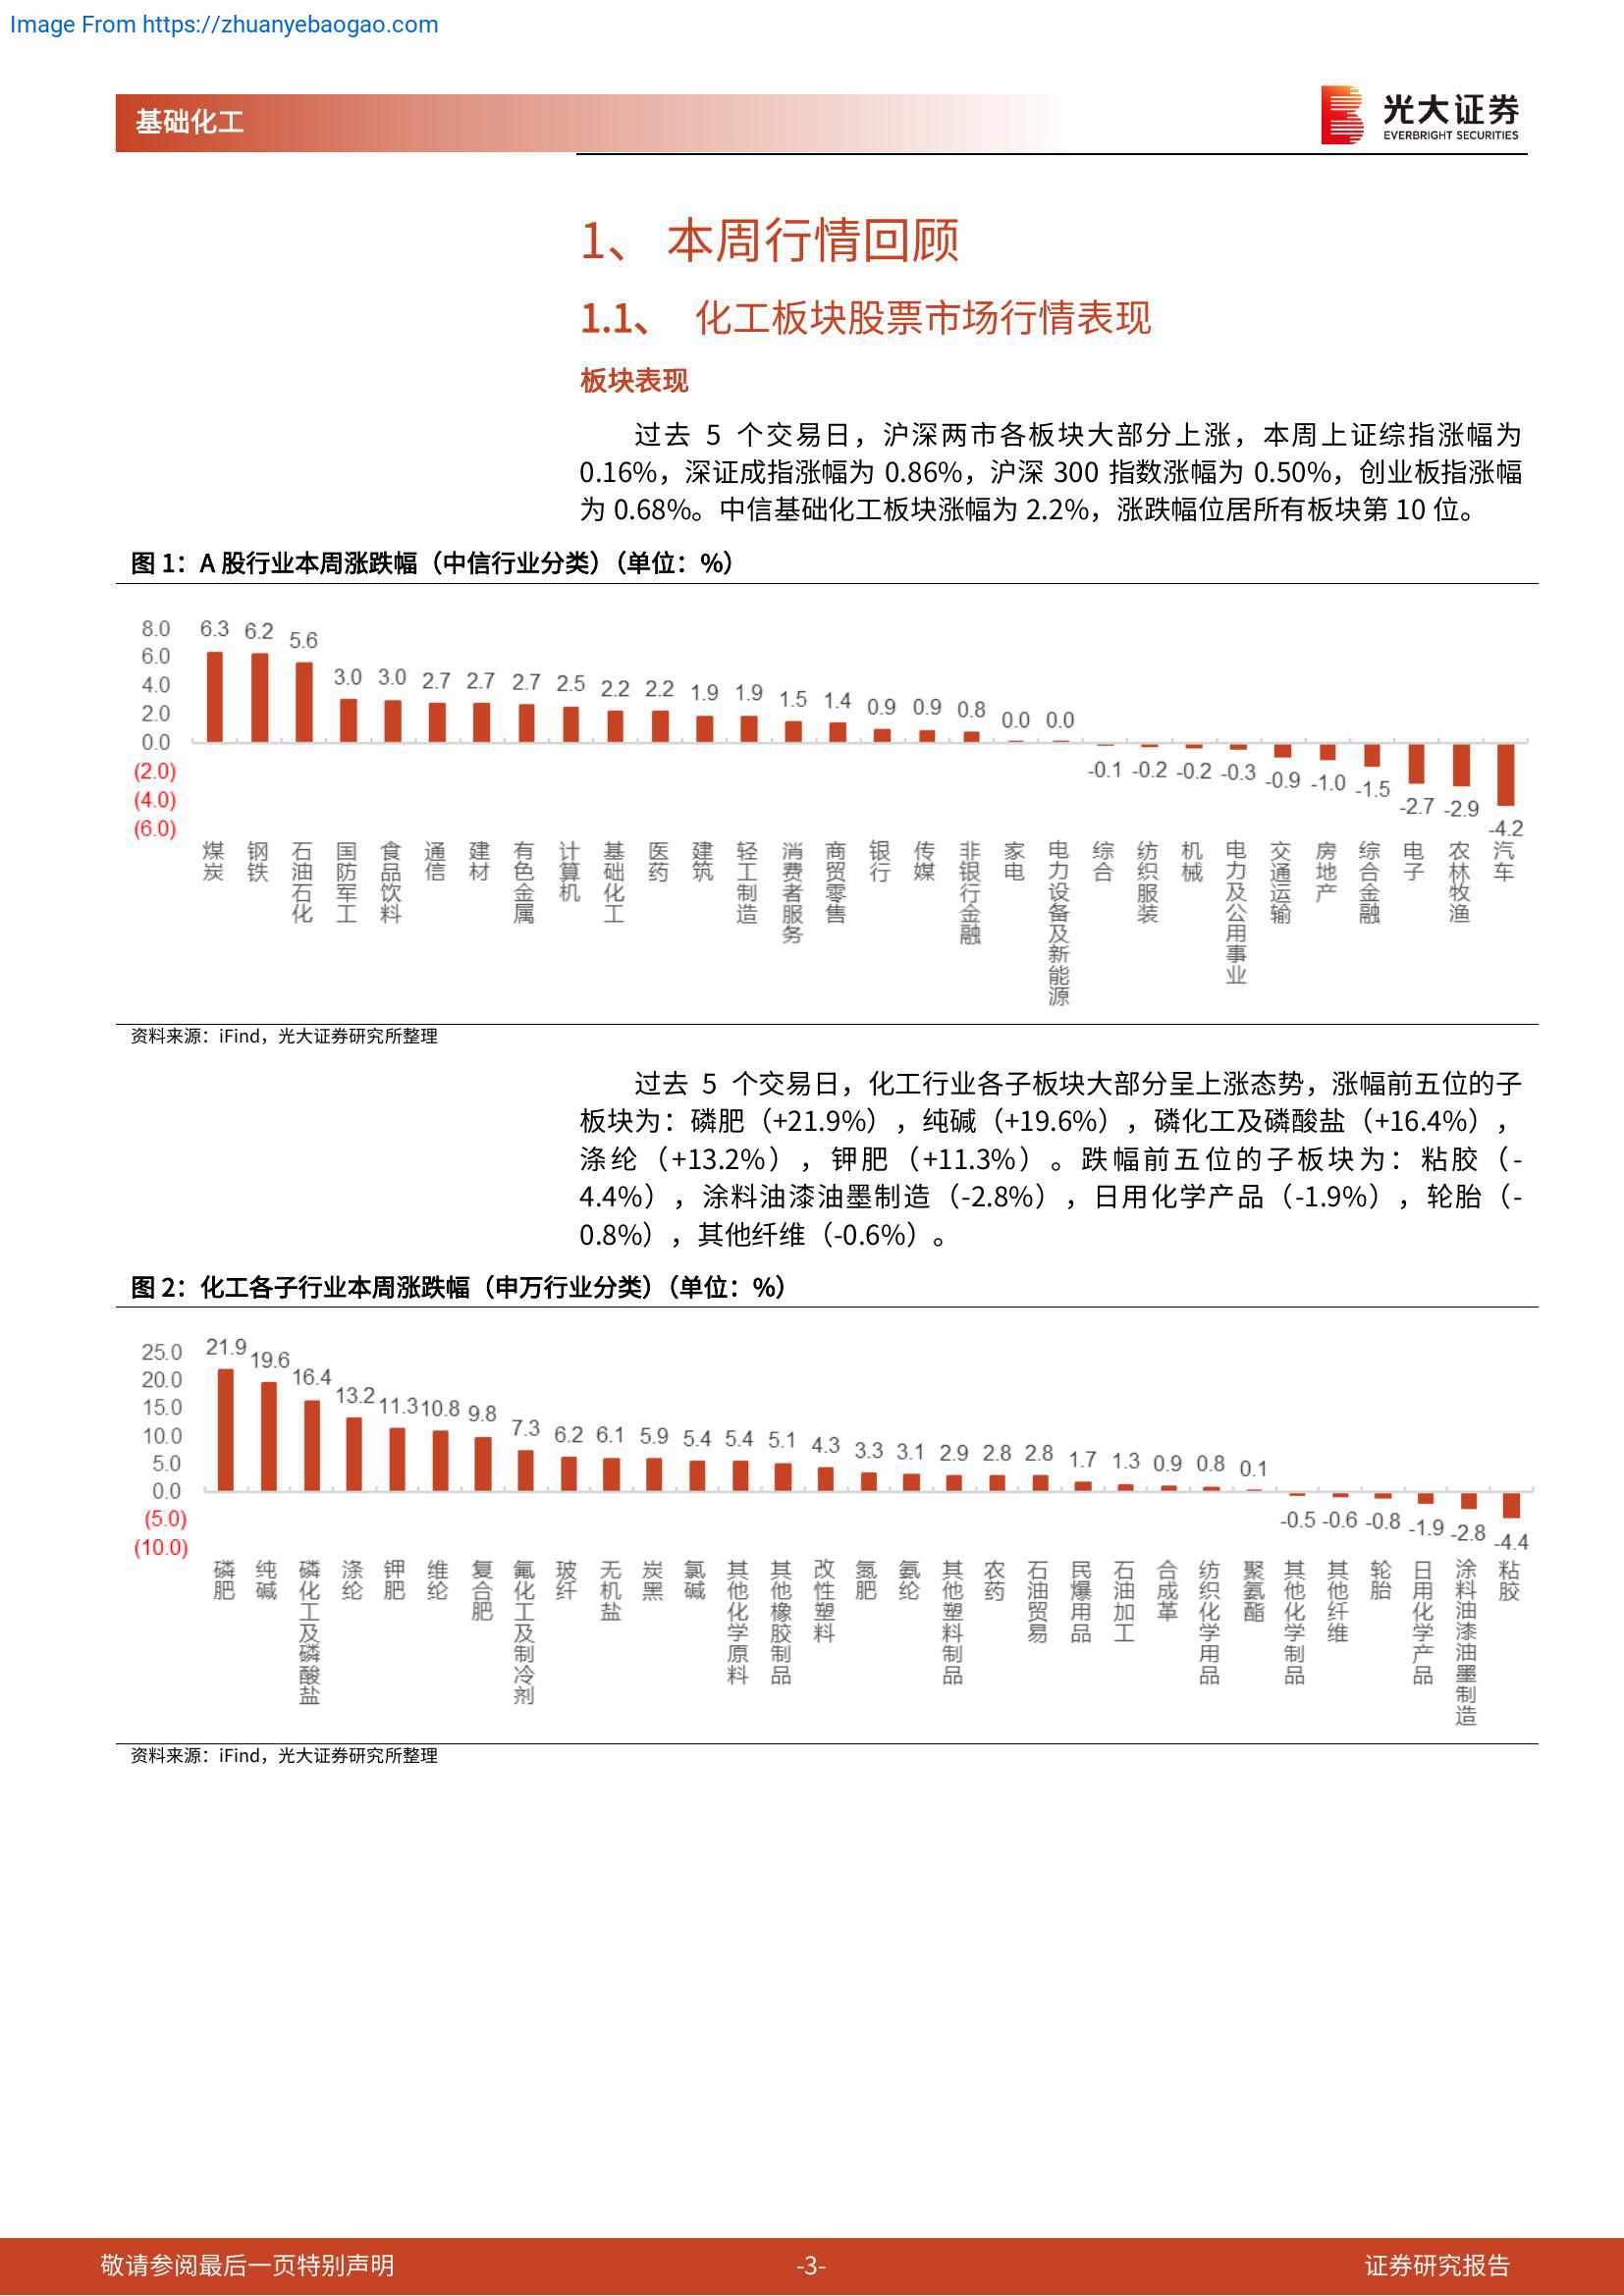 Image From https://zhuanyebaogao.com
基础化工
光大证券
EVERBRIGHT SECURITIES
1、 本周行情回顾
1.1、 化工板块股票市场行情表现
板块表现
过去 5 个交易日，沪深两市各板块大部分上涨，本周上证综指涨幅为
0.16%，深证成指涨幅为 0.86%，沪深 300 指数涨幅为 0.50%，创业板指涨幅
为 0.68%。中信基础化工板块涨幅为 2.2%，涨跌幅位居所有板块第 10 位。
图 1：A 股行业本周涨跌幅（中信行业分类）（单位：%）
8.0
6.0
4.0
2.0
0.0
(2.0)
(4.0)
(6.0)
6.3 6.2 5.6 3.0 3.0 2.7 2.7 2.7 2.5 2.2 2.2 1.9 1.9 1.5 1.4 0.9 0.9 0.8 0.0 0.0 -0.1 -0.2 -0.2 -0.3 -0.9 -1.0 -1.5 -2.7 -2.9 -4.2
煤炭
钢铁
石油石化
国防军工
食品饮料
通信
建材
有色金属
计算机
基础化工
医药
建筑
轻工制造
消费者服务
商贸零售
银行
传媒
非银行金融
家电
电力设备及新能源
综合
纺织服装
机械
电力及公用事业
交通运输
房地产
综合金融
电子
农林牧渔
汽车
资料来源：iFind，光大证券研究所整理
过去 5 个交易日，化工行业各子板块大部分呈上涨态势，涨幅前五位的子
板块为：磷肥（+21.9%），纯碱（+19.6%），磷化工及磷酸盐（+16.4%），
涤纶（+13.2%），钾肥（+11.3%）。跌幅前五位的子板块为：粘胶（-
4.4%），涂料油漆油墨制造（-2.8%），日用化学产品（-1.9%），轮胎（-
0.8%），其他纤维（-0.6%）。
图 2：化工各子行业本周涨跌幅（申万行业分类）（单位：%）
25.0
20.0
15.0
10.0
5.0
0.0
(5.0)
(10.0)
21.9 19.6 16.4 13.2 11.3 10.8 9.8 7.3 6.2 6.1 5.9 5.4 5.4 5.1 4.3 3.3 3.1 2.9 2.8 2.8 1.7 1.3 0.9 0.8 0.1 -0.5 -0.6 -0.8 -1.9 -2.8 -4.4
磷肥
纯碱
磷化工及磷酸盐
涤纶
钾肥
维纶
复合肥
氟化工及制冷剂
玻纤
无机盐
炭黑
氯碱
其他化学原料
其他橡胶制品
改性塑料
氮肥
氨纶
其他塑料制品
农药
石油贸易
民爆用品
石油加工
合成革
纺织化学用品
聚氨酯
其他化学制品
其他纤维
轮胎
日用化学产品
涂料油漆油墨制造
粘胶
资料来源：iFind，光大证券研究所整理
敬请参阅最后一页特别声明
-3-
证券研究报告